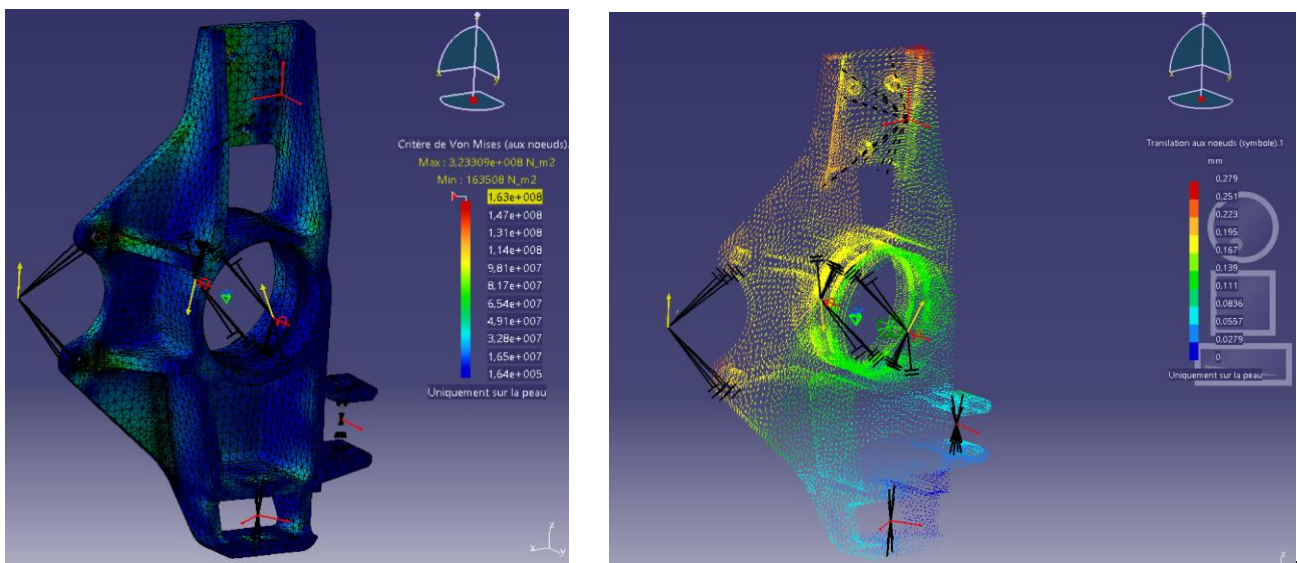 Critère de Von Mises (aux noeuds).
Max : 3,23309e+008 N_m2
Min : 163508 N_m2
1,63e+008
1,47e+008
1,31e+008
1,14e+008
9,81e+007
8,17e+007
6,54e+007
4,91e+007
3,28e+007
1,65e+007
1,64e+005
Uniquement sur la peau
x
y
z
x
y
Translation aux noeuds (symbole).1
mm
0,279
0,251
0,223
0,195
0,167
0,139
0,111
0,0836
0,0557
0,0279
0
Uniquement sur la peau
x
y
z